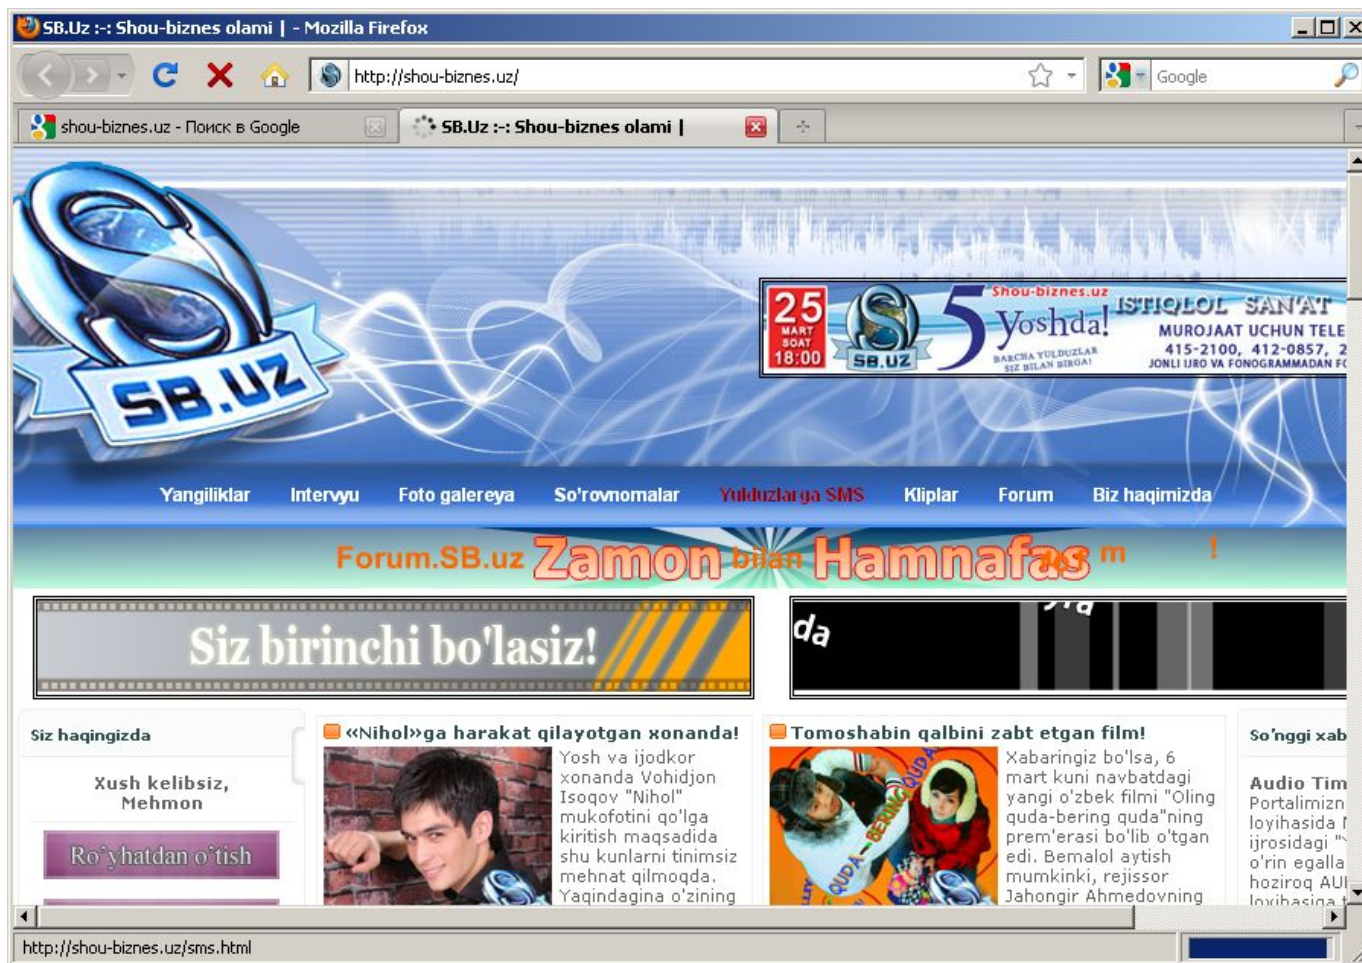 SB.Uz :-: Shou-biznes olami | - Mozilla Firefox
http://shou-biznes.uz/
Google
shou-biznes.uz - Поиск в Google
SB.Uz :-: Shou-biznes olami |
SB.UZ
25
MART
SOAT
18:00
SB.UZ
5
Shou-biznes.uz
Yoshda!
BARCHA YULDUZLAR
SIZ BILAN BIRGA!
ISTIQLOL SAN'AT
MUROJAAT UCHUN TELE
415-2100, 412-0857, 2
JONLI IJRO VA FONOGRAMMADAN FO
Yangiliklar Intervyu Foto galereya So'rovnomalar Yulduzlarga SMS Kliplar Forum Biz haqimizda
Forum.SB.uz Zamon bilan Hamnafas m !
Siz birinchi bo'lasiz!
da
Siz haqingizda
Xush kelibsiz,
Mehmon
Ro`yhatdan o`tish
«Nihol»ga harakat qilayotgan xonanda!
Yosh va ijodkor
xonanda Vohidjon
Isoqov "Nihol"
mukofotini qo'lga
kiritish maqsadida
shu kunlarni tinimsiz
mehnat qilmoqda.
Yaqindagina o'zining
Tomoshabin qalbini zabt etgan film!
QUDA - BERING QUDA
Xabaringiz bo'lsa, 6
mart kuni navbatdagi
yangi o'zbek filmi "Oling
quda-bering quda"ning
prem'erasi bo'lib o'tgan
edi. Bemalol aytish
mumkinki, rejissor
Jahongir Ahmedovning
So'nggi xab
Audio Tim
Portalimizn
loyihasida
ijrosidagi "
o'rin egalla
hoziroq AU
loyihasiga t
http://shou-biznes.uz/sms.html